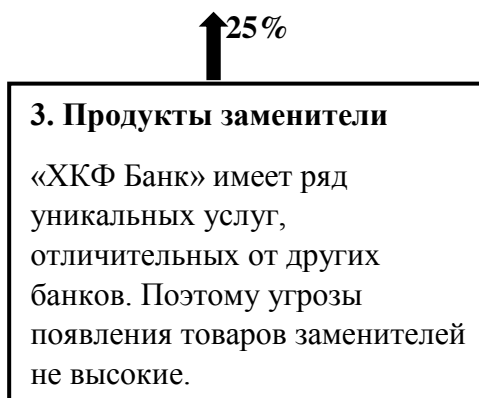 25%
3. Продукты заменители
«ХКФ Банк» имеет ряд
уникальных услуг,
отличительных от других
банков. Поэтому угрозы
появления товаров заменителей
не высокие.